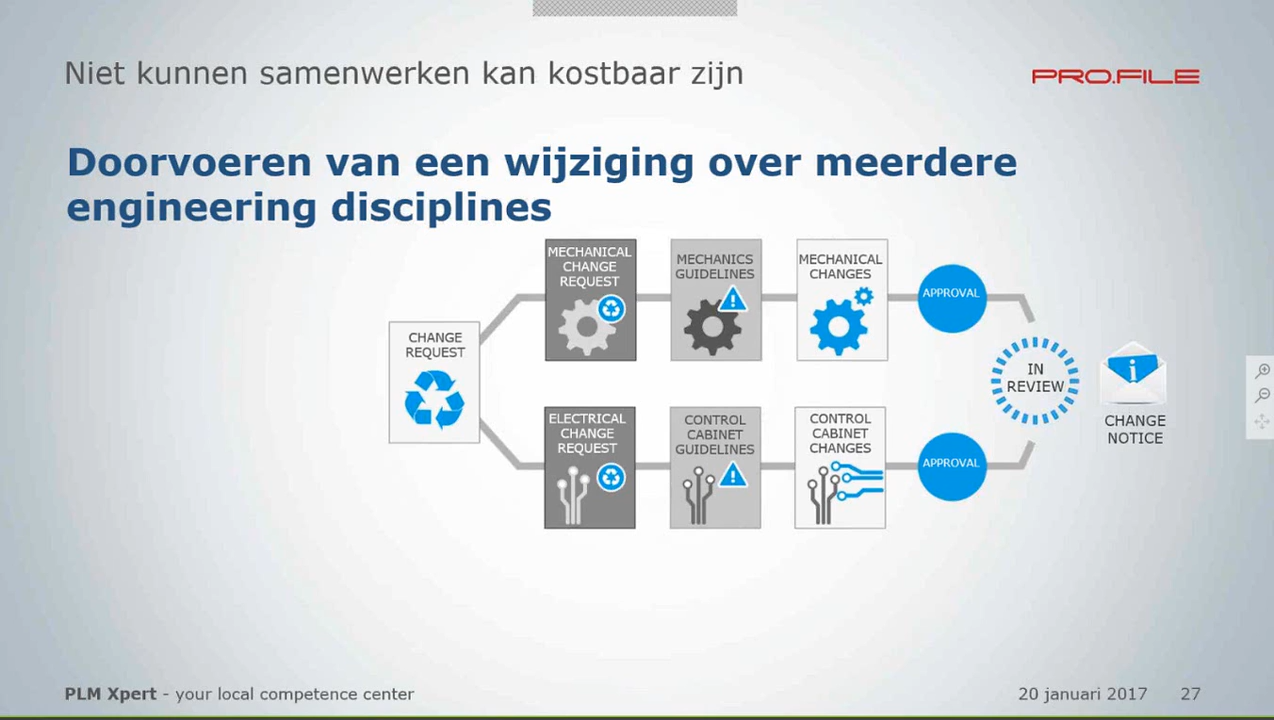 Niet kunnen samenwerken kan kostbaar zijn
PRO.FILE
Doorvoeren van een wijziging over meerdere
engineering disciplines
CHANGE
REQUEST
MECHANICAL
CHANGE
REQUEST
MECHANICS
GUIDELINES
MECHANICAL
CHANGES
APPROVAL
ELECTRICAL
CHANGE
REQUEST
CONTROL
CABINET
GUIDELINES
CONTROL
CABINET
CHANGES
APPROVAL
IN
REVIEW
CHANGE
NOTICE
PLM Xpert - your local competence center
20 januari 2017
27